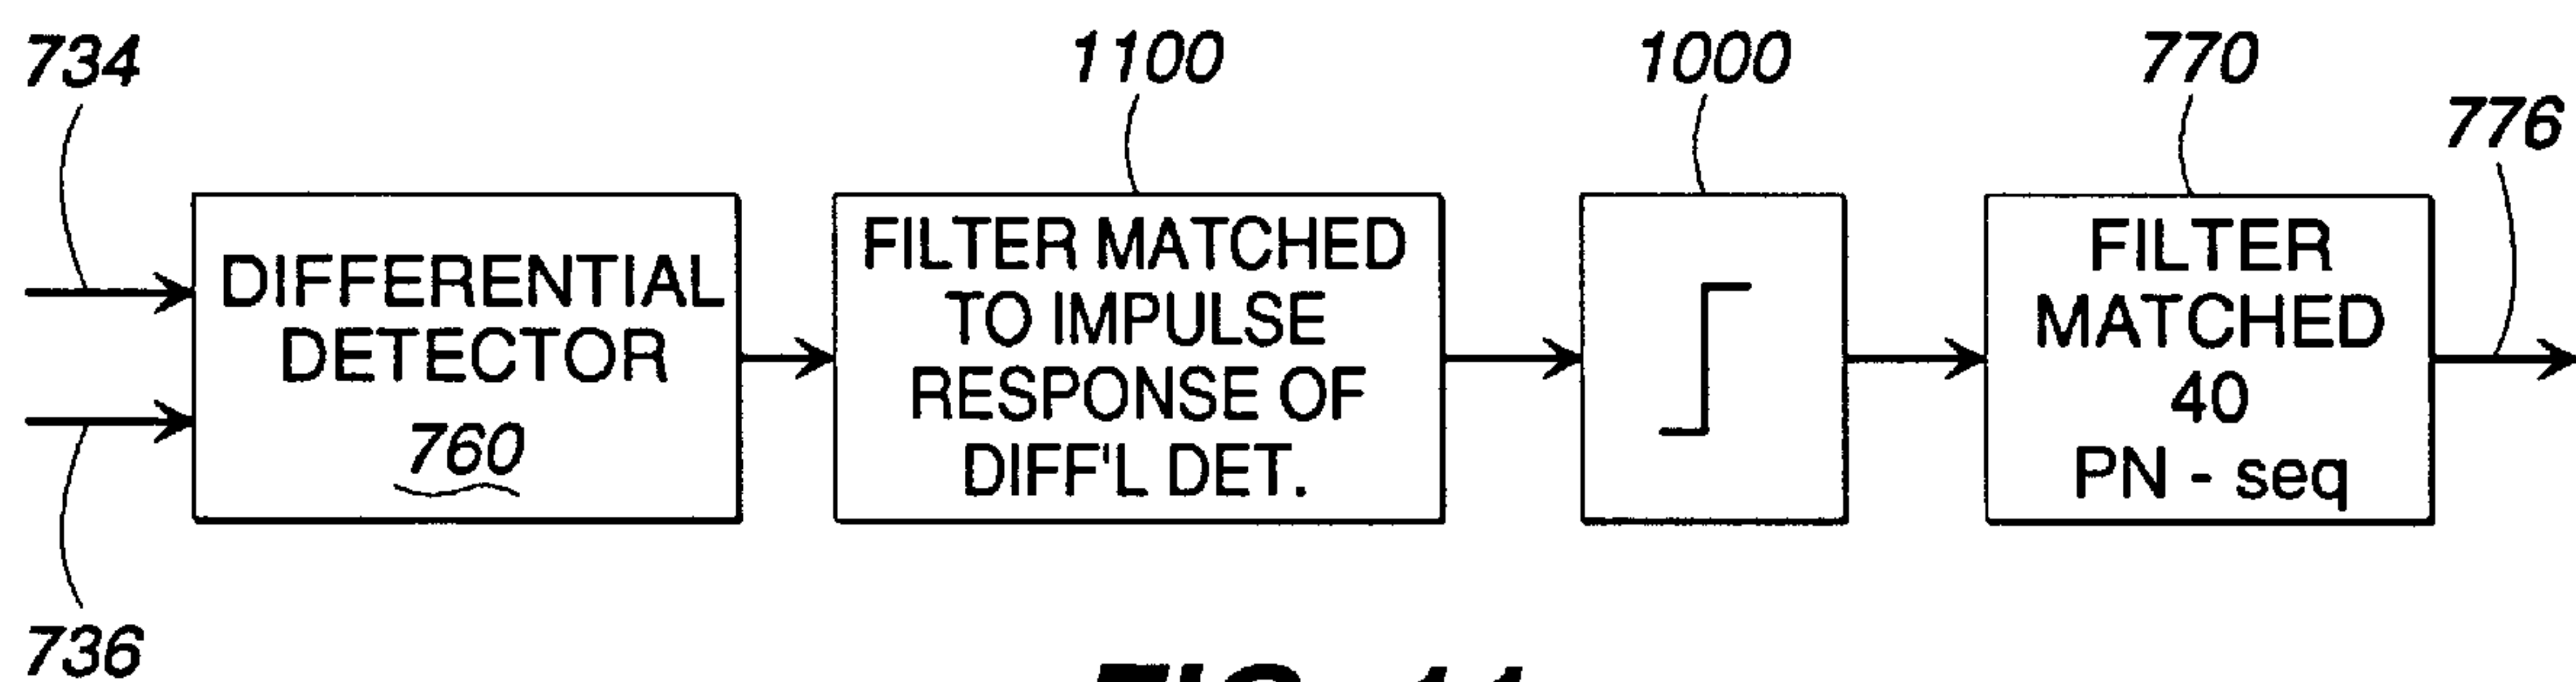 734
1100
1000
770
776
DIFFERENTIAL
DETECTOR
760
FILTER MATCHED
TO IMPULSE
RESPONSE OF
DIFF'L DET.
FILTER
MATCHED
40
PN - seq
736